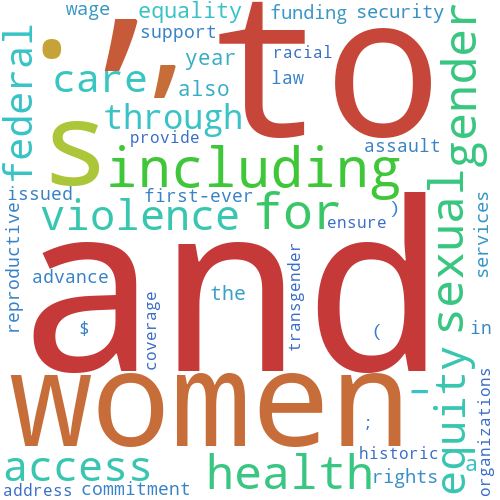 wage equality funding security
support
federal . ’ , to gender
year racial
care also law
through
s provide assault
including
issued first-ever
violence for ensure )
reproductive and sexual services
advance the transgender
$ coverage ( in
women - equity organizations
;
access health historic
a
rights
address commitment